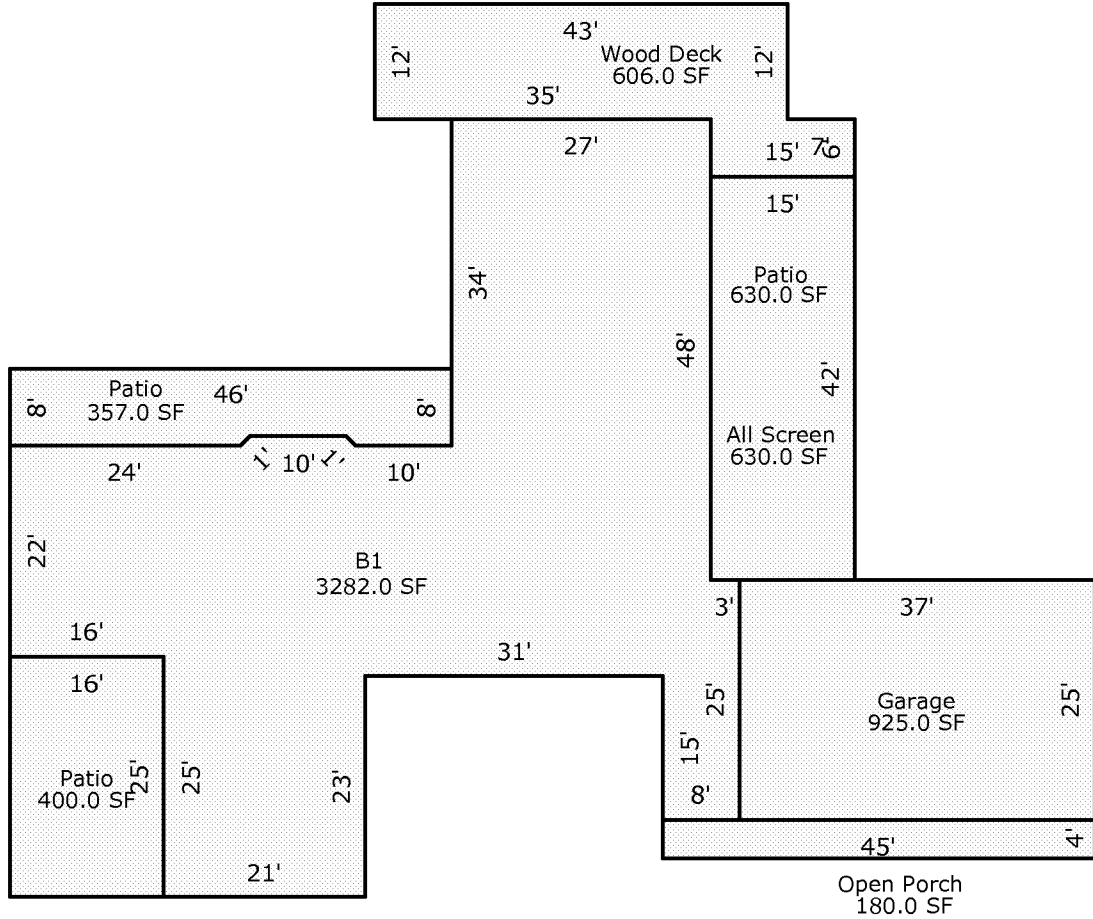 43'
12'
Wood Deck
606.0 SF
12'
35'
27'
15'
7'
6'
15'
34'
Patio
630.0 SF
48'
42'
Patio
357.0 SF
46'
8'
8'
All Screen
630.0 SF
24'
1'
10'
1'
10'
22'
B1
3282.0 SF
3'
37'
16'
31'
16'
25'
Garage
925.0 SF
25'
15'
Patio
400.0 SF
25'
25'
23'
8'
21'
45'
4'
Open Porch
180.0 SF